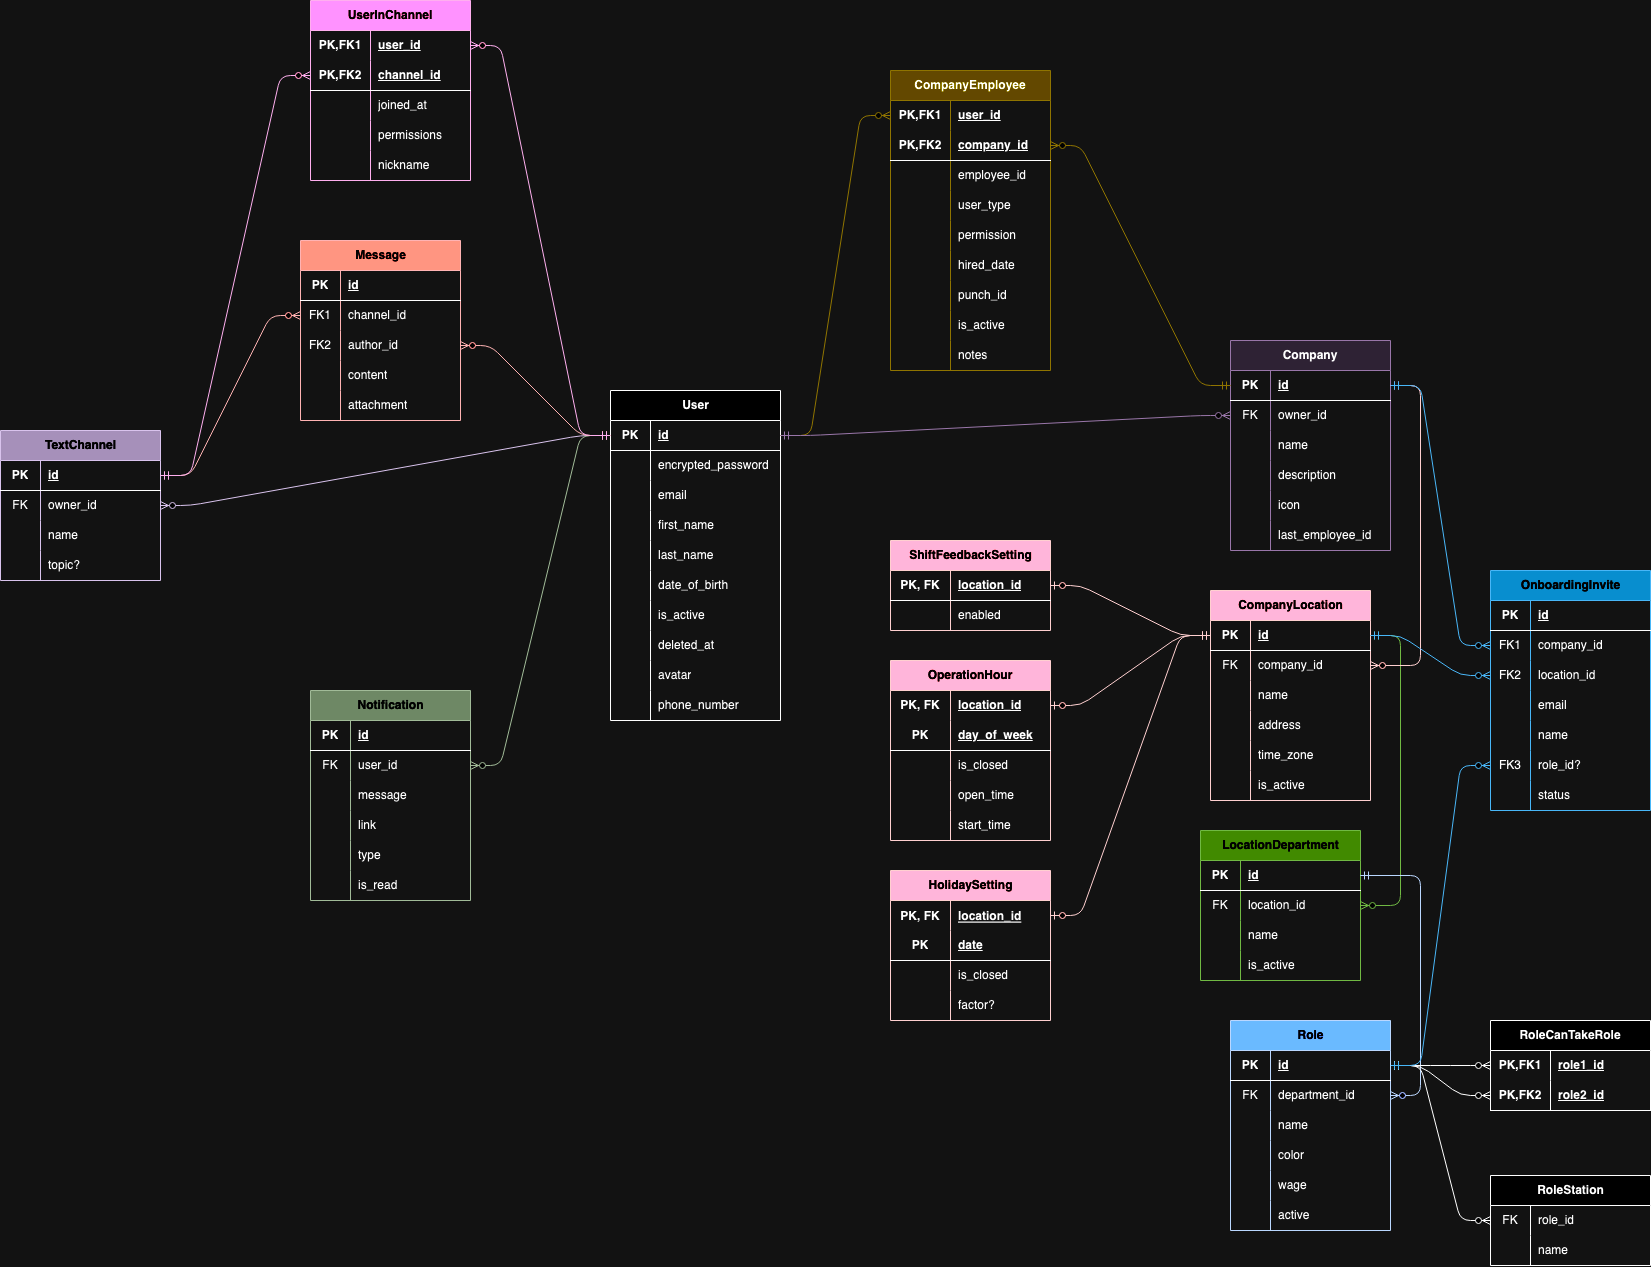 UserInChannel
PK,FK1 user_id
PK,FK2 channel_id
joined_at
permissions
nickname
Message
PK id
FK1 channel_id
FK2 author_id
content
attachment
TextChannel
PK id
FK owner_id
name
topic?
Notification
PK id
FK user_id
message
link
type
is_read
User
PK id
encrypted_password
email
first_name
last_name
date_of_birth
is_active
deleted_at
avatar
phone_number
CompanyEmployee
PK,FK1 user_id
PK,FK2 company_id
employee_id
user_type
permission
hired_date
punch_id
is_active
notes
Company
PK id
FK owner_id
name
description
icon
last_employee_id
ShiftFeedbackSetting
PK, FK location_id
enabled
OperationHour
PK, FK location_id
PK day_of_week
is_closed
open_time
start_time
HolidaySetting
PK, FK location_id
PK date
is_closed
factor?
CompanyLocation
PK id
FK company_id
name
address
time_zone
is_active
OnboardingInvite
PK id
FK1 company_id
FK2 location_id
email
name
FK3 role_id?
status
LocationDepartment
PK id
FK location_id
name
is_active
Role
PK id
FK department_id
name
color
wage
active
RoleCanTakeRole
PK,FK1 role1_id
PK,FK2 role2_id
RoleStation
FK role_id
name